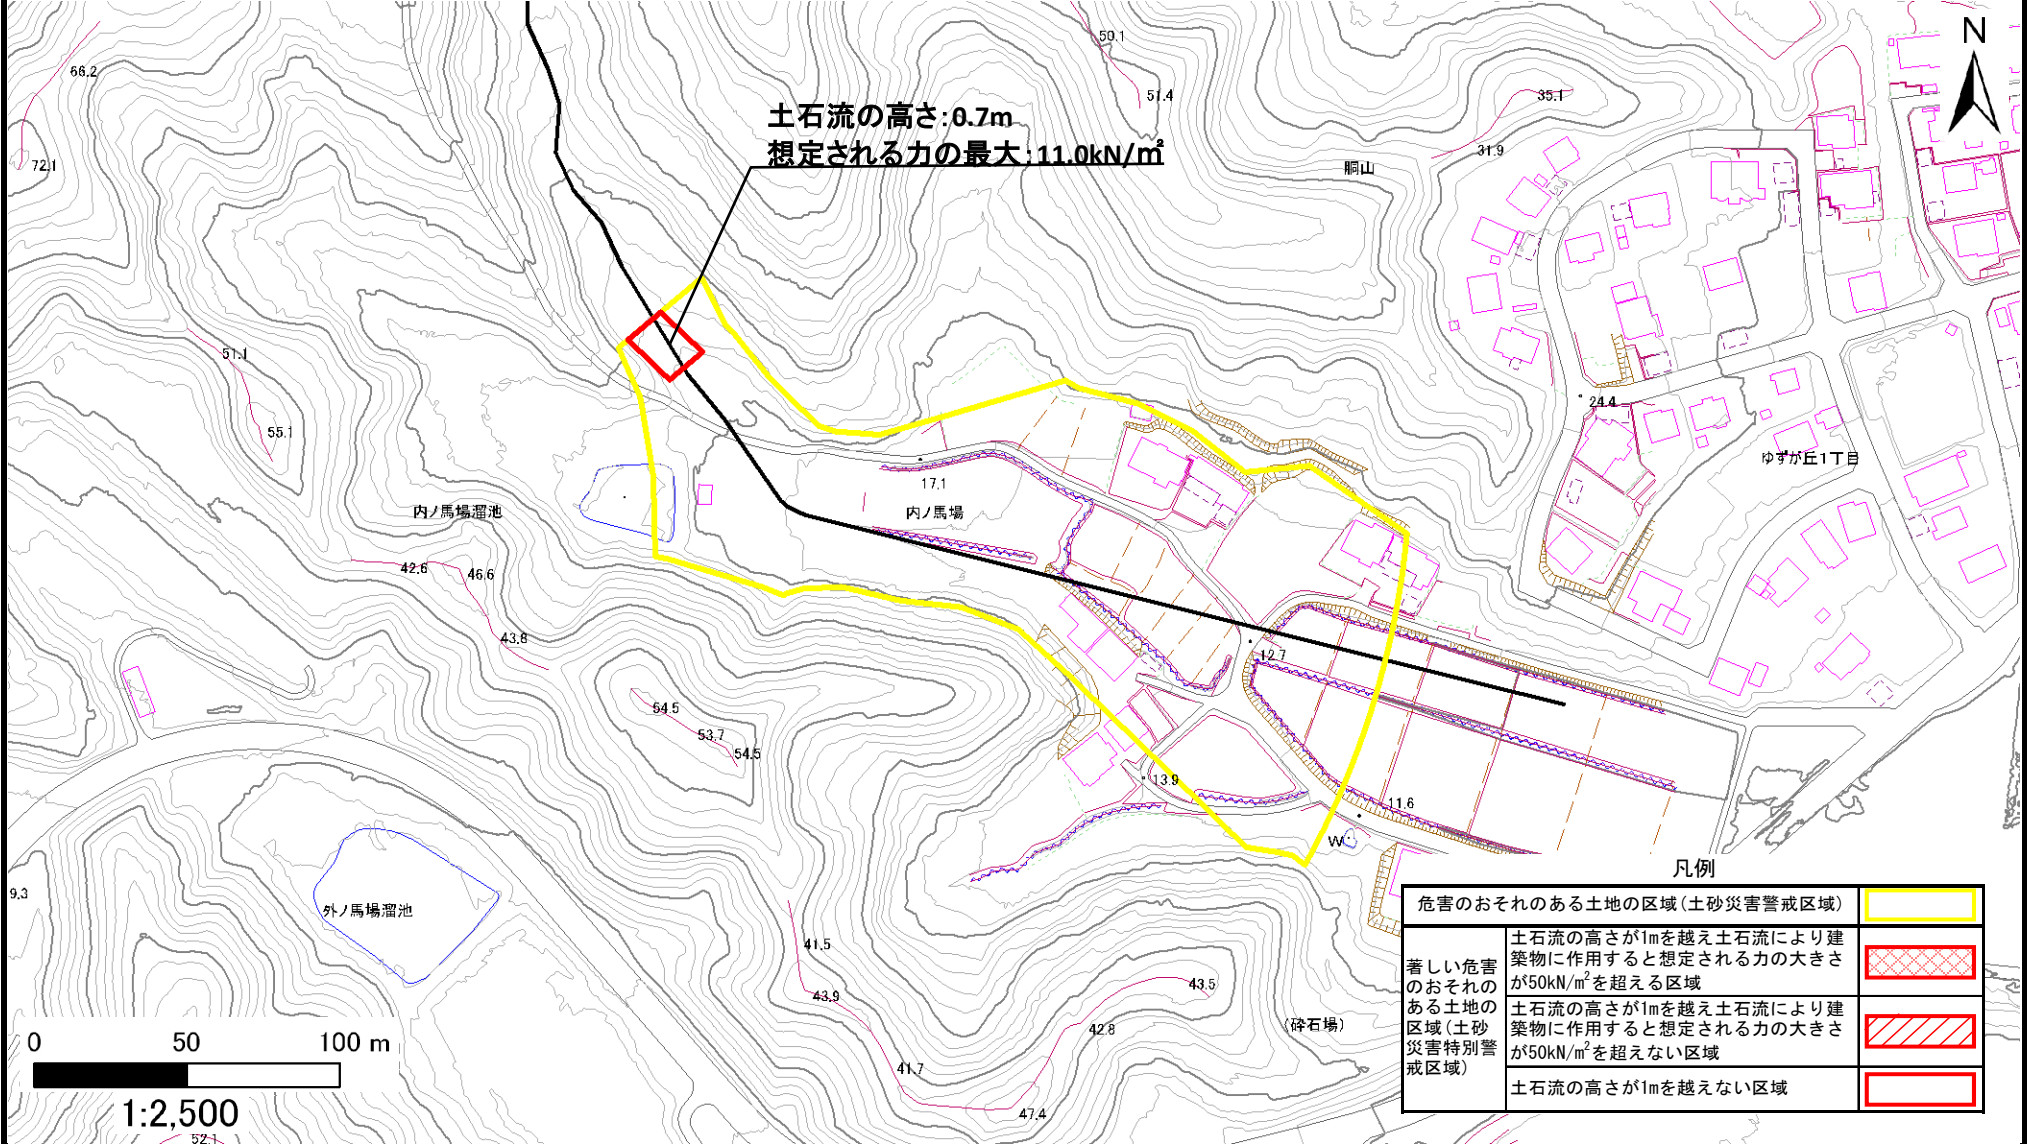 N
50.1
66.2
51.4
35.1
土石流の高さ:0.7m
想定される力の最大:11.0kN/㎡
31.9
72.1
胴山
51.1
24.4
55.1
ゆずが丘1丁目
17.1
内ノ馬場溜池
内ノ馬場
42.6
46.6
43.8
12.7
54.5
53.7
54.5
13.9
11.6
W
凡例
9.3
外ノ馬場溜池
危害のおそれのある土地の区域(土砂災害警戒区域)
著しい危害
のおそれの
ある土地の
区域(土砂
災害特別警
戒区域)
土石流の高さが1mを越え土石流により建
築物に作用すると想定される力の大きさ
が50kN/m²を超える区域
土石流の高さが1mを越え土石流により建
築物に作用すると想定される力の大きさ
が50kN/m²を超えない区域
土石流の高さが1mを越えない区域
41.5
43.9
43.5
42.8
(砕石場)
41.7
47.4
0 50 100 m
1:2,500
52.1